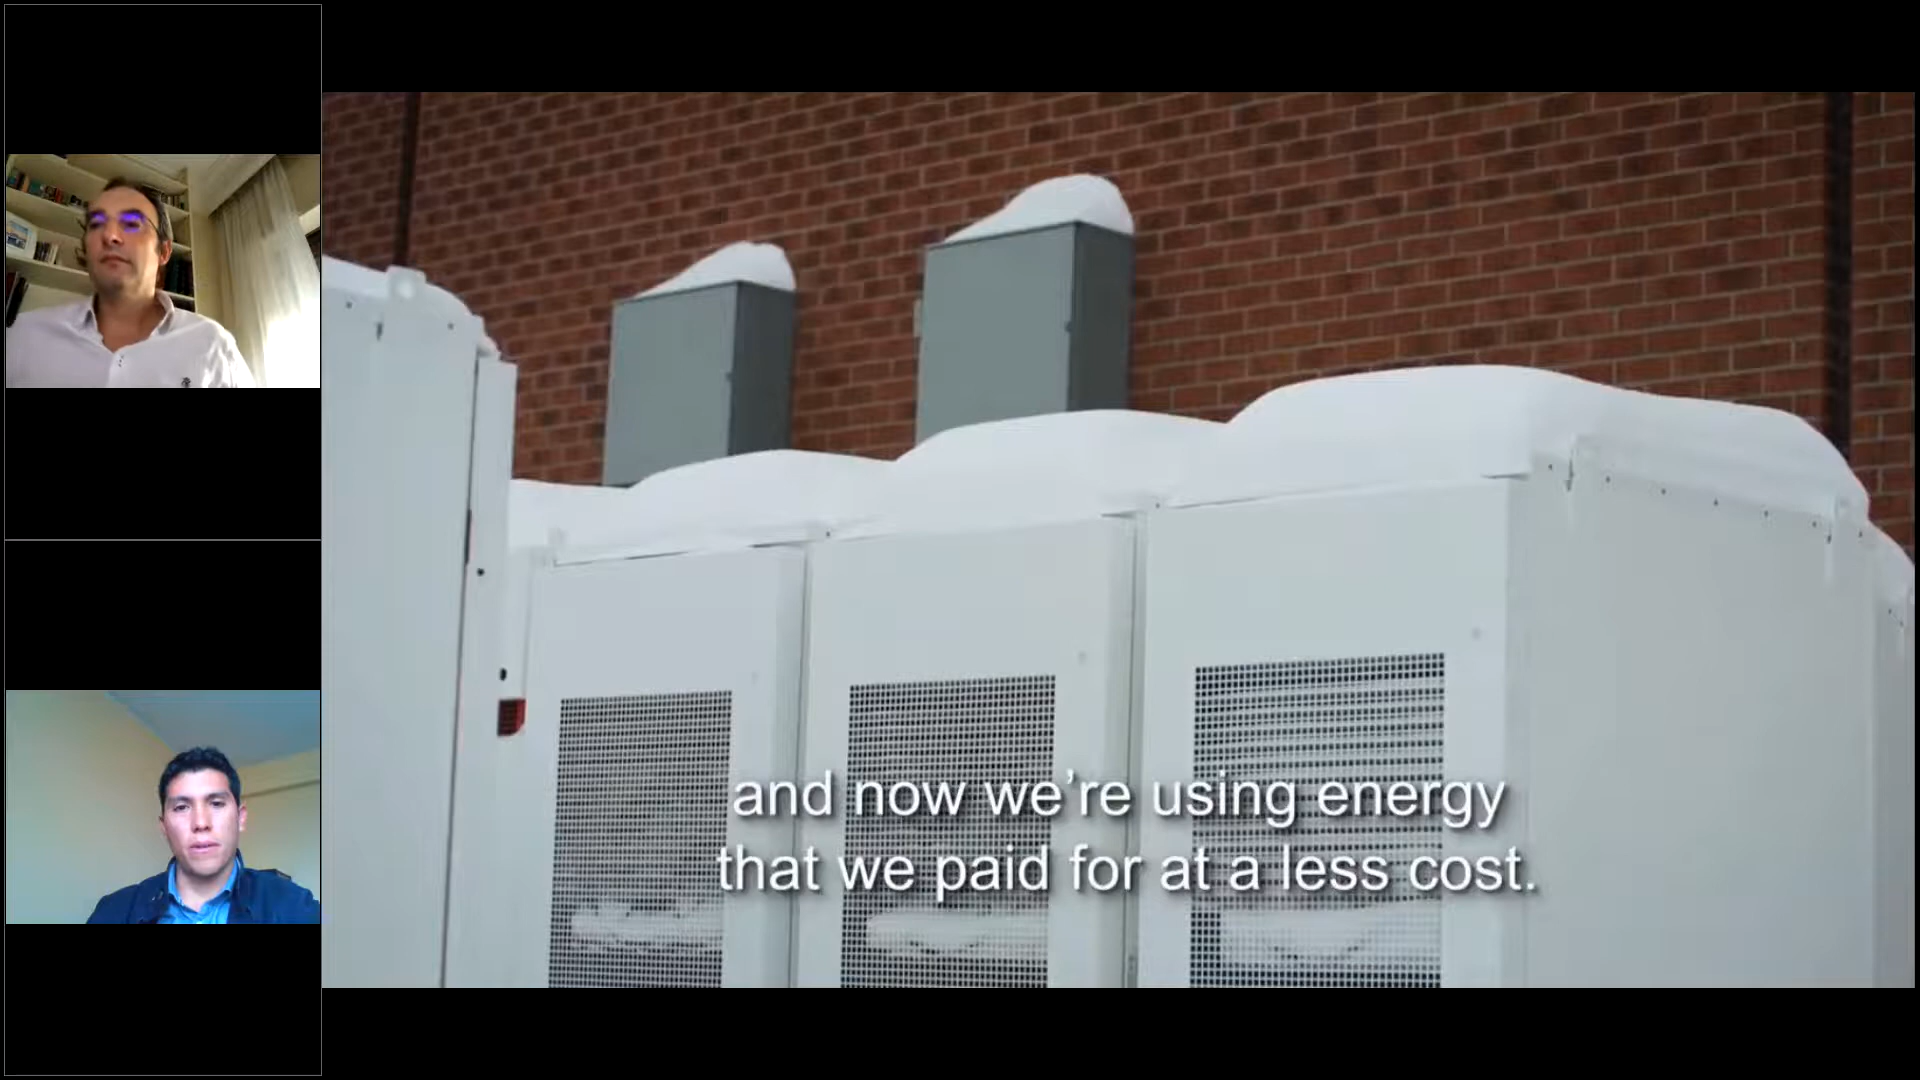 and now we’re using energy
that we paid for at a less cost.